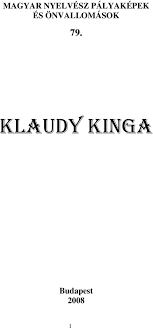 MAGYAR NYELVÉSZ PÁLYAKÉPEK
ÉS ÖNVALLOMÁSOK
79.
KLAUDY KINGA
Budapest
2008
1